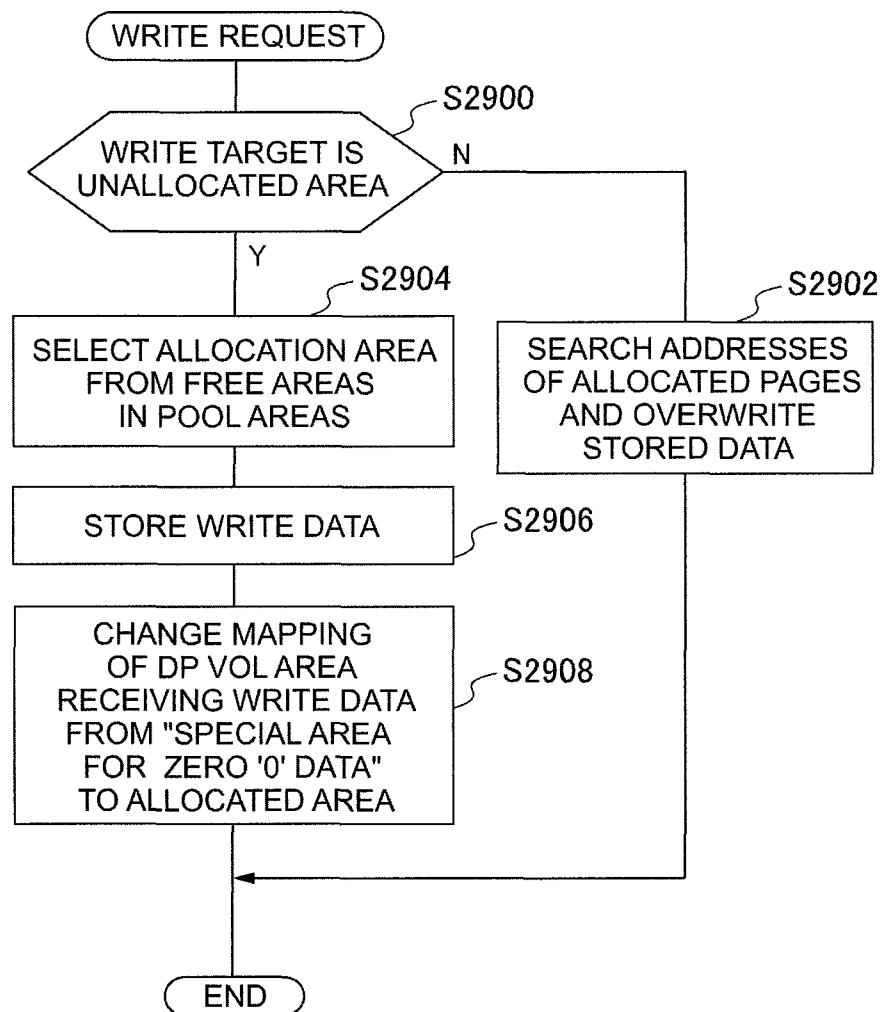 WRITE REQUEST
S2900
WRITE TARGET IS
UNALLOCATED AREA
N
Y
S2904
SELECT ALLOCATION AREA
FROM FREE AREAS
IN POOL AREAS
S2902
SEARCH ADDRESSES
OF ALLOCATED PAGES
AND OVERWRITE
STORED DATA
STORE WRITE DATA
S2906
CHANGE MAPPING
OF DP VOL AREA
RECEIVING WRITE DATA
FROM "SPECIAL AREA
FOR ZERO '0' DATA"
TO ALLOCATED AREA
S2908
END